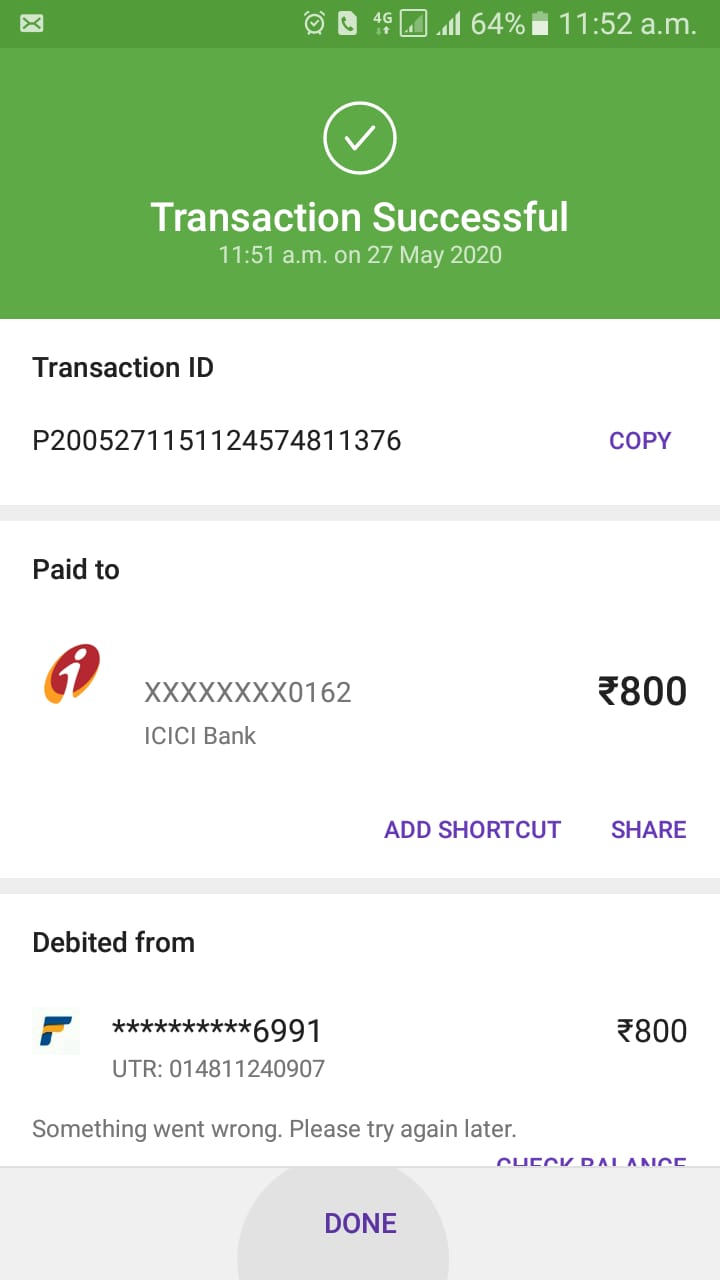 4G 64% 11:52 a.m.
Transaction Successful
11:51 a.m. on 27 May 2020
Transaction ID
P2005271151124574811376 COPY
Paid to
XXXXXXXX0162 ₹800
ICICI Bank
ADD SHORTCUT SHARE
Debited from
**********6991 ₹800
UTR: 014811240907
Something went wrong. Please try again later.
CHECK BALANCE
DONE